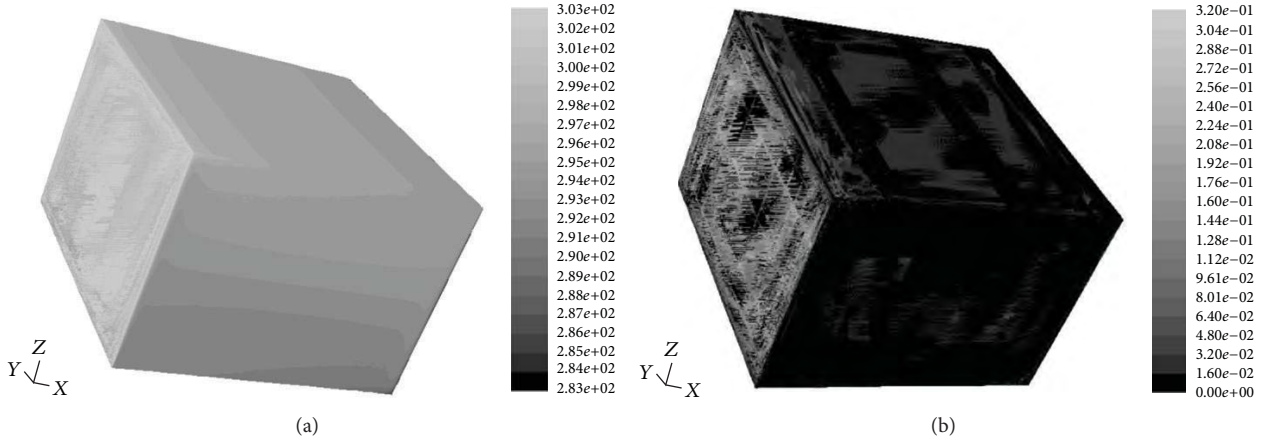 3.03e+02
3.02e+02
3.01e+02
3.00e+02
2.99e+02
2.98e+02
2.97e+02
2.96e+02
2.95e+02
2.94e+02
2.93e+02
2.92e+02
2.91e+02
2.90e+02
2.89e+02
2.88e+02
2.87e+02
2.86e+02
2.85e+02
2.84e+02
2.83e+02
Z
Y
X
(a)
3.20e−01
3.04e−01
2.88e−01
2.72e−01
2.56e−01
2.40e−01
2.24e−01
2.08e−01
1.92e−01
1.76e−01
1.60e−01
1.44e−01
1.28e−01
1.12e−01
9.61e−02
8.01e−02
6.40e−02
4.80e−02
3.20e−02
1.60e−02
0.00e+00
Z
Y
X
(b)